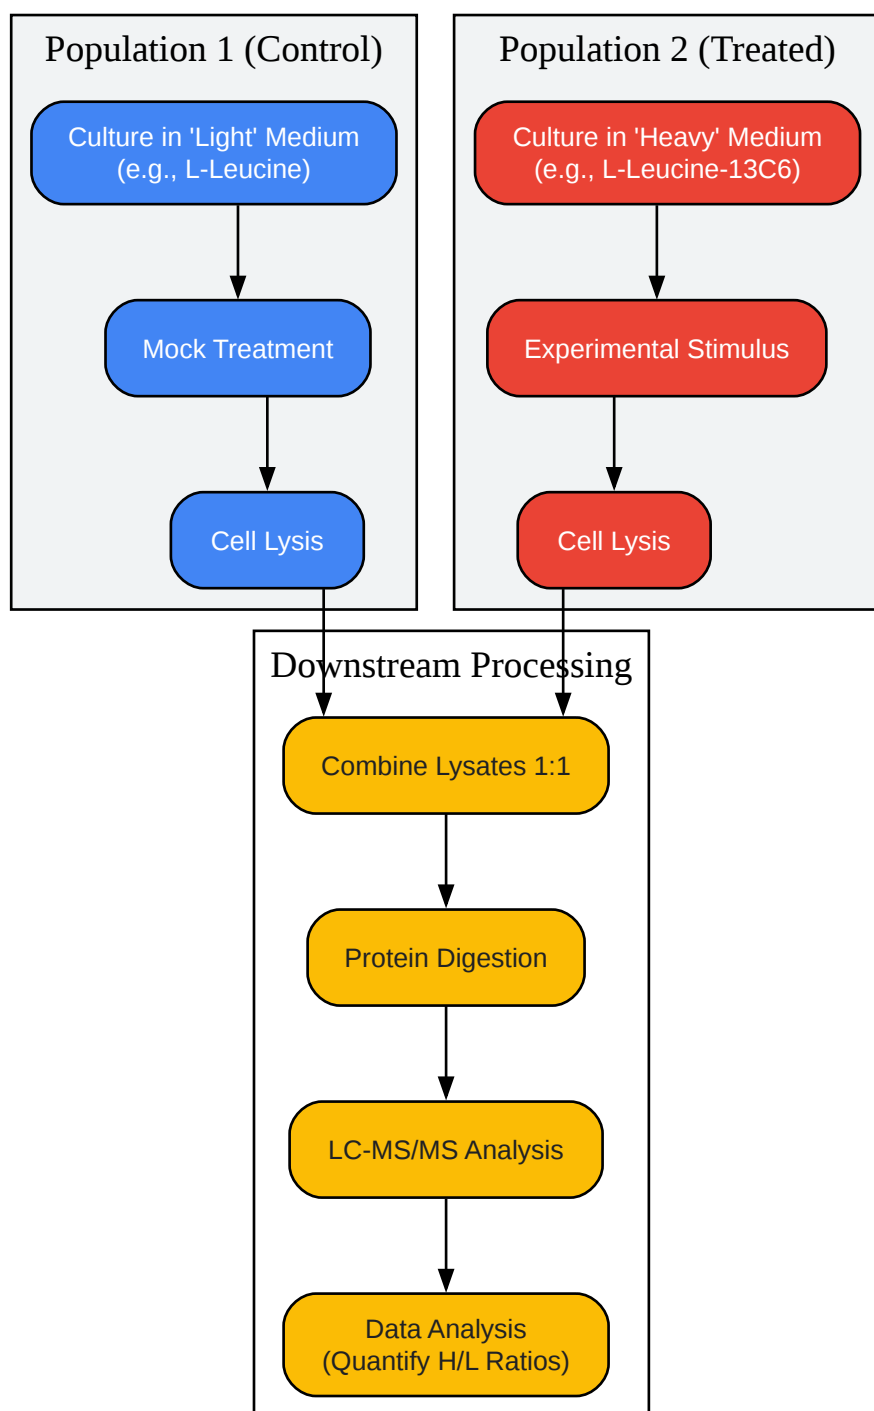 Population 1 (Control)
Culture in 'Light' Medium
(e.g., L-Leucine)
Mock Treatment
Cell Lysis
Population 2 (Treated)
Culture in 'Heavy' Medium
(e.g., L-Leucine-13C6)
Experimental Stimulus
Cell Lysis
Downstream Processing
Combine Lysates 1:1
Protein Digestion
LC-MS/MS Analysis
Data Analysis
(Quantify H/L Ratios)